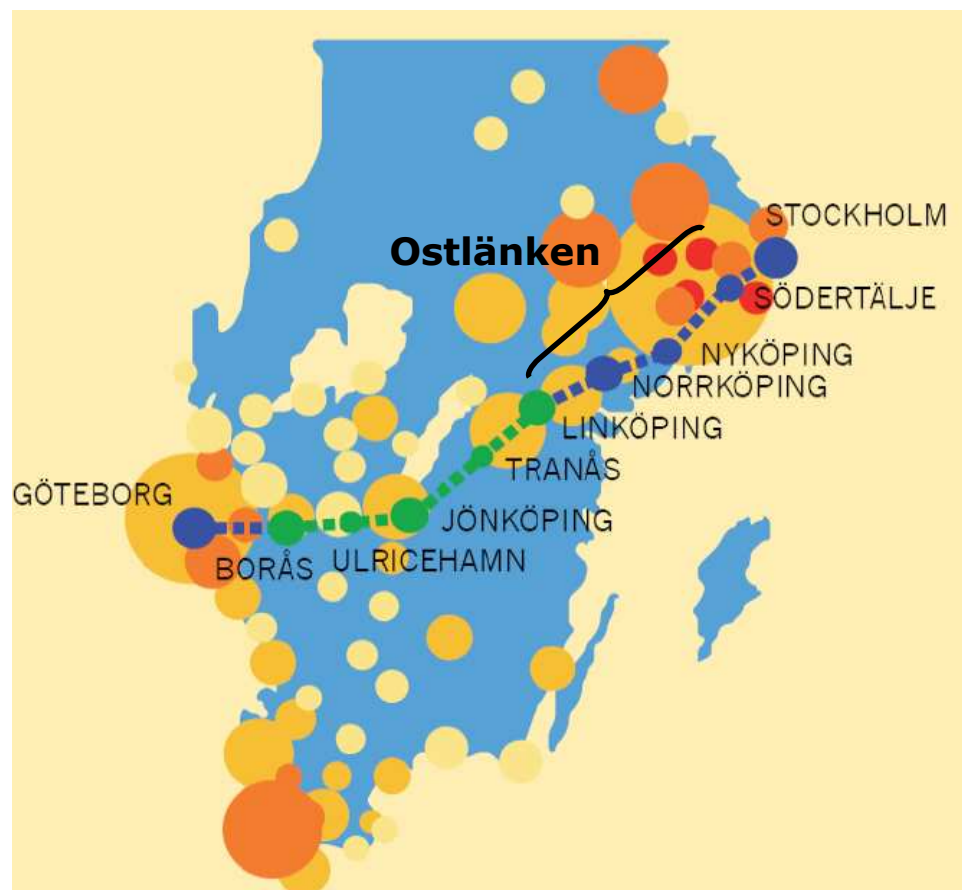 STOCKHOLM
Ostlänken
SÖDERTÄLJE
NYKÖPING
NORRKÖPING
LINKÖPING
TRANÅS
GÖTEBORG
JÖNKÖPING
BORÅS
ULRICEHAMN